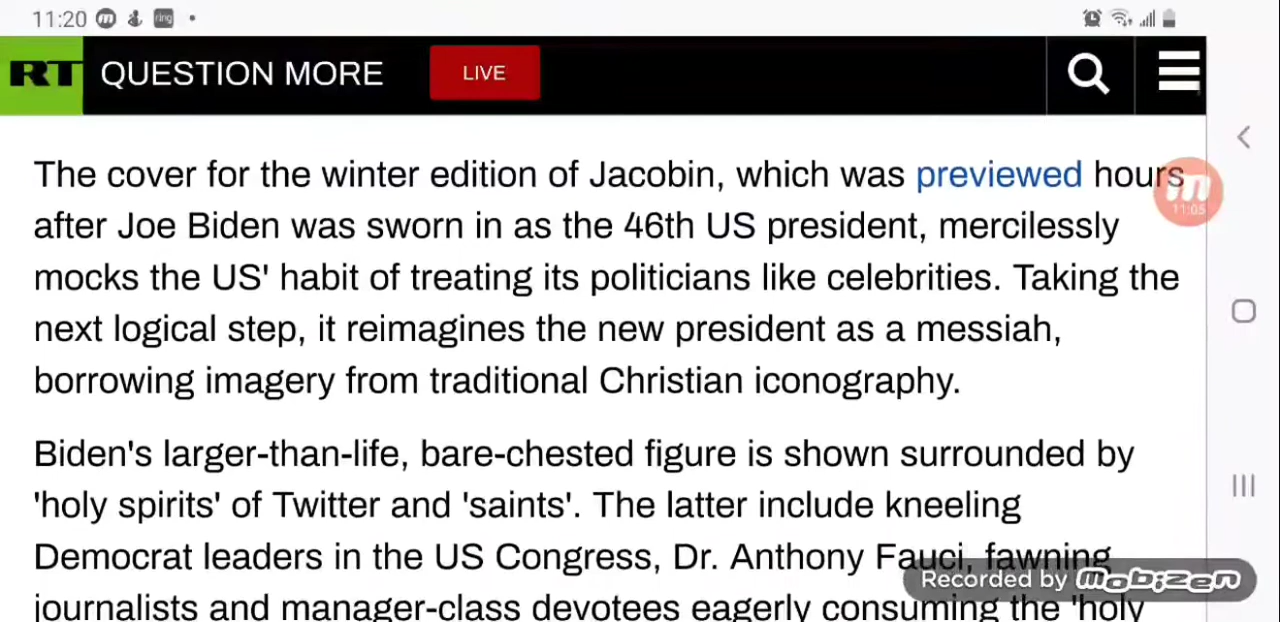 11:20 m ring
RT QUESTION MORE LIVE
The cover for the winter edition of Jacobin, which was previewed hours
11:05
after Joe Biden was sworn in as the 46th US president, mercilessly
mocks the US' habit of treating its politicians like celebrities. Taking the
next logical step, it reimagines the new president as a messiah,
borrowing imagery from traditional Christian iconography.
Biden's larger-than-life, bare-chested figure is shown surrounded by
'holy spirits' of Twitter and 'saints'. The latter include kneeling
Democrat leaders in the US Congress, Dr. Anthony Fauci, fawning
Recorded by mobizen
journalists and manager-class devotees eagerly consuming the 'holy